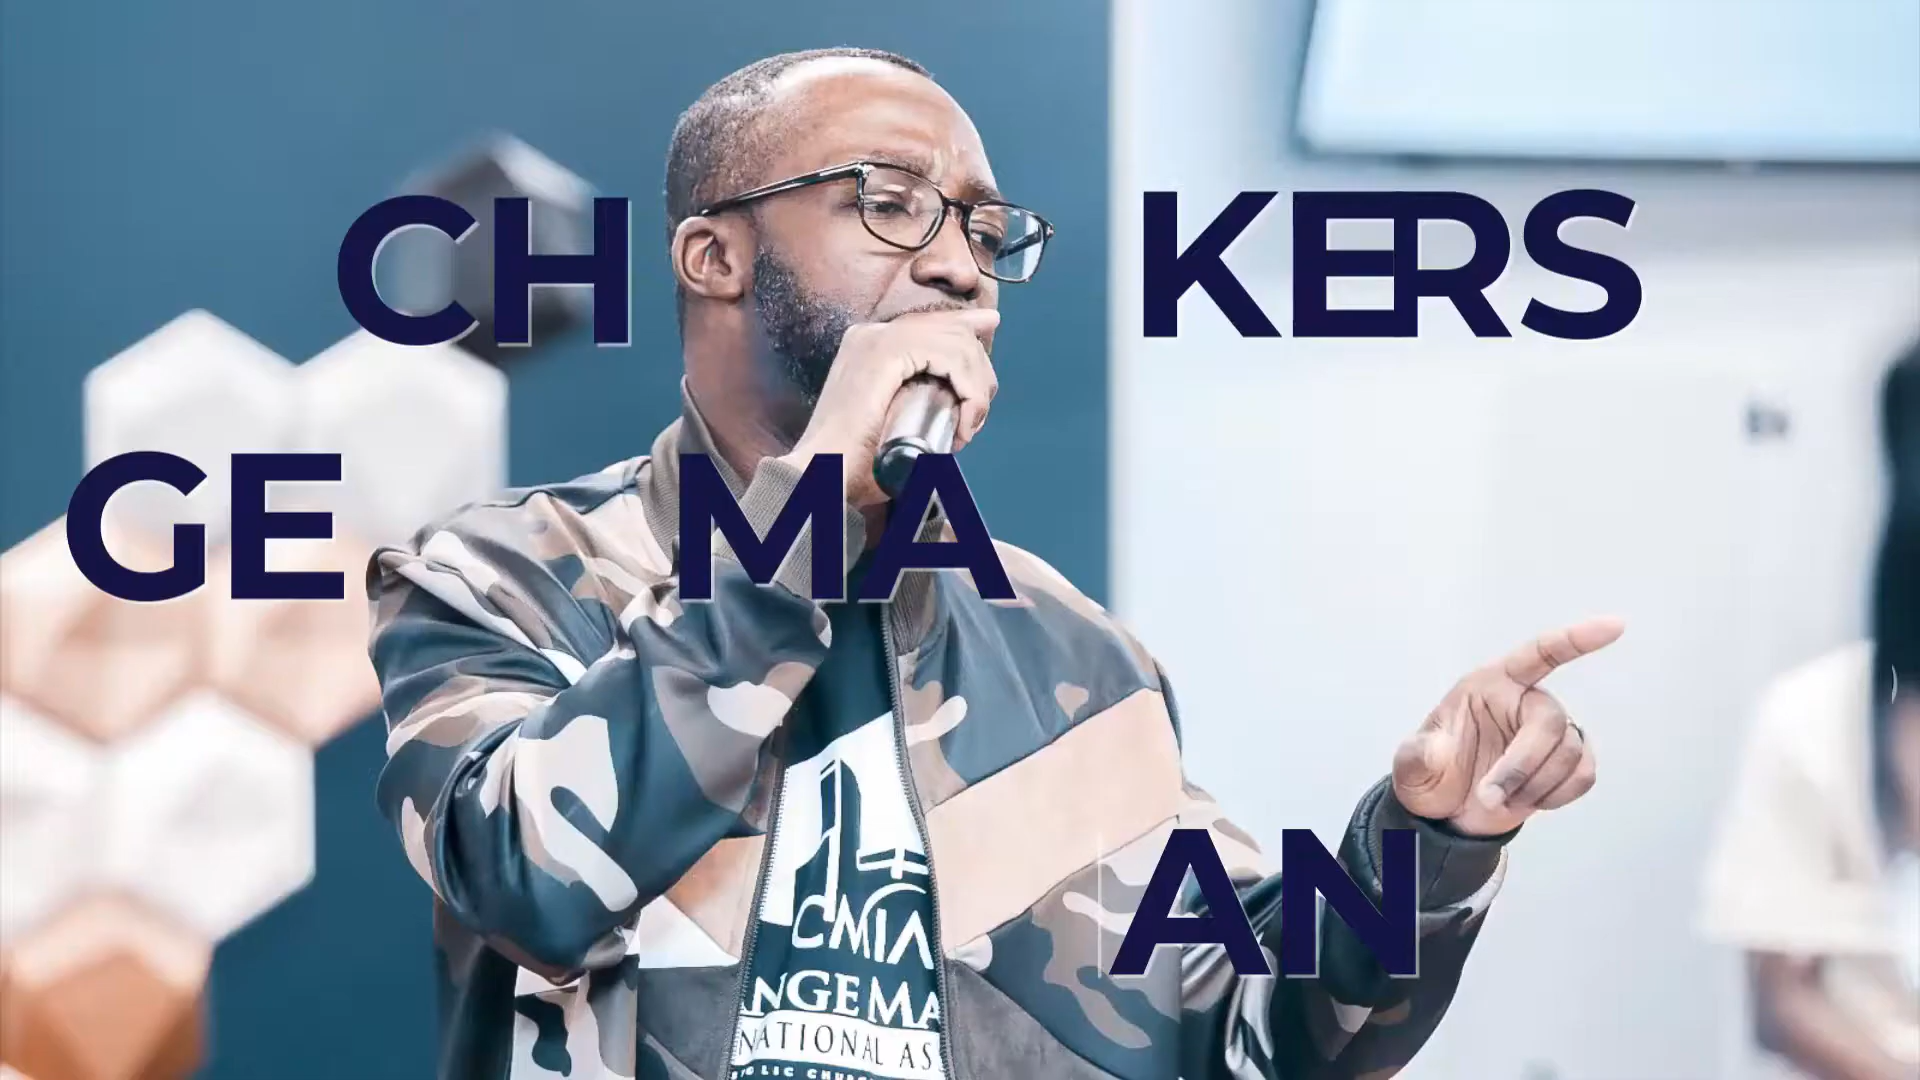 CH
KERS
GE
MA
AN
CMIA
ANGEMA
NATIONAL AS